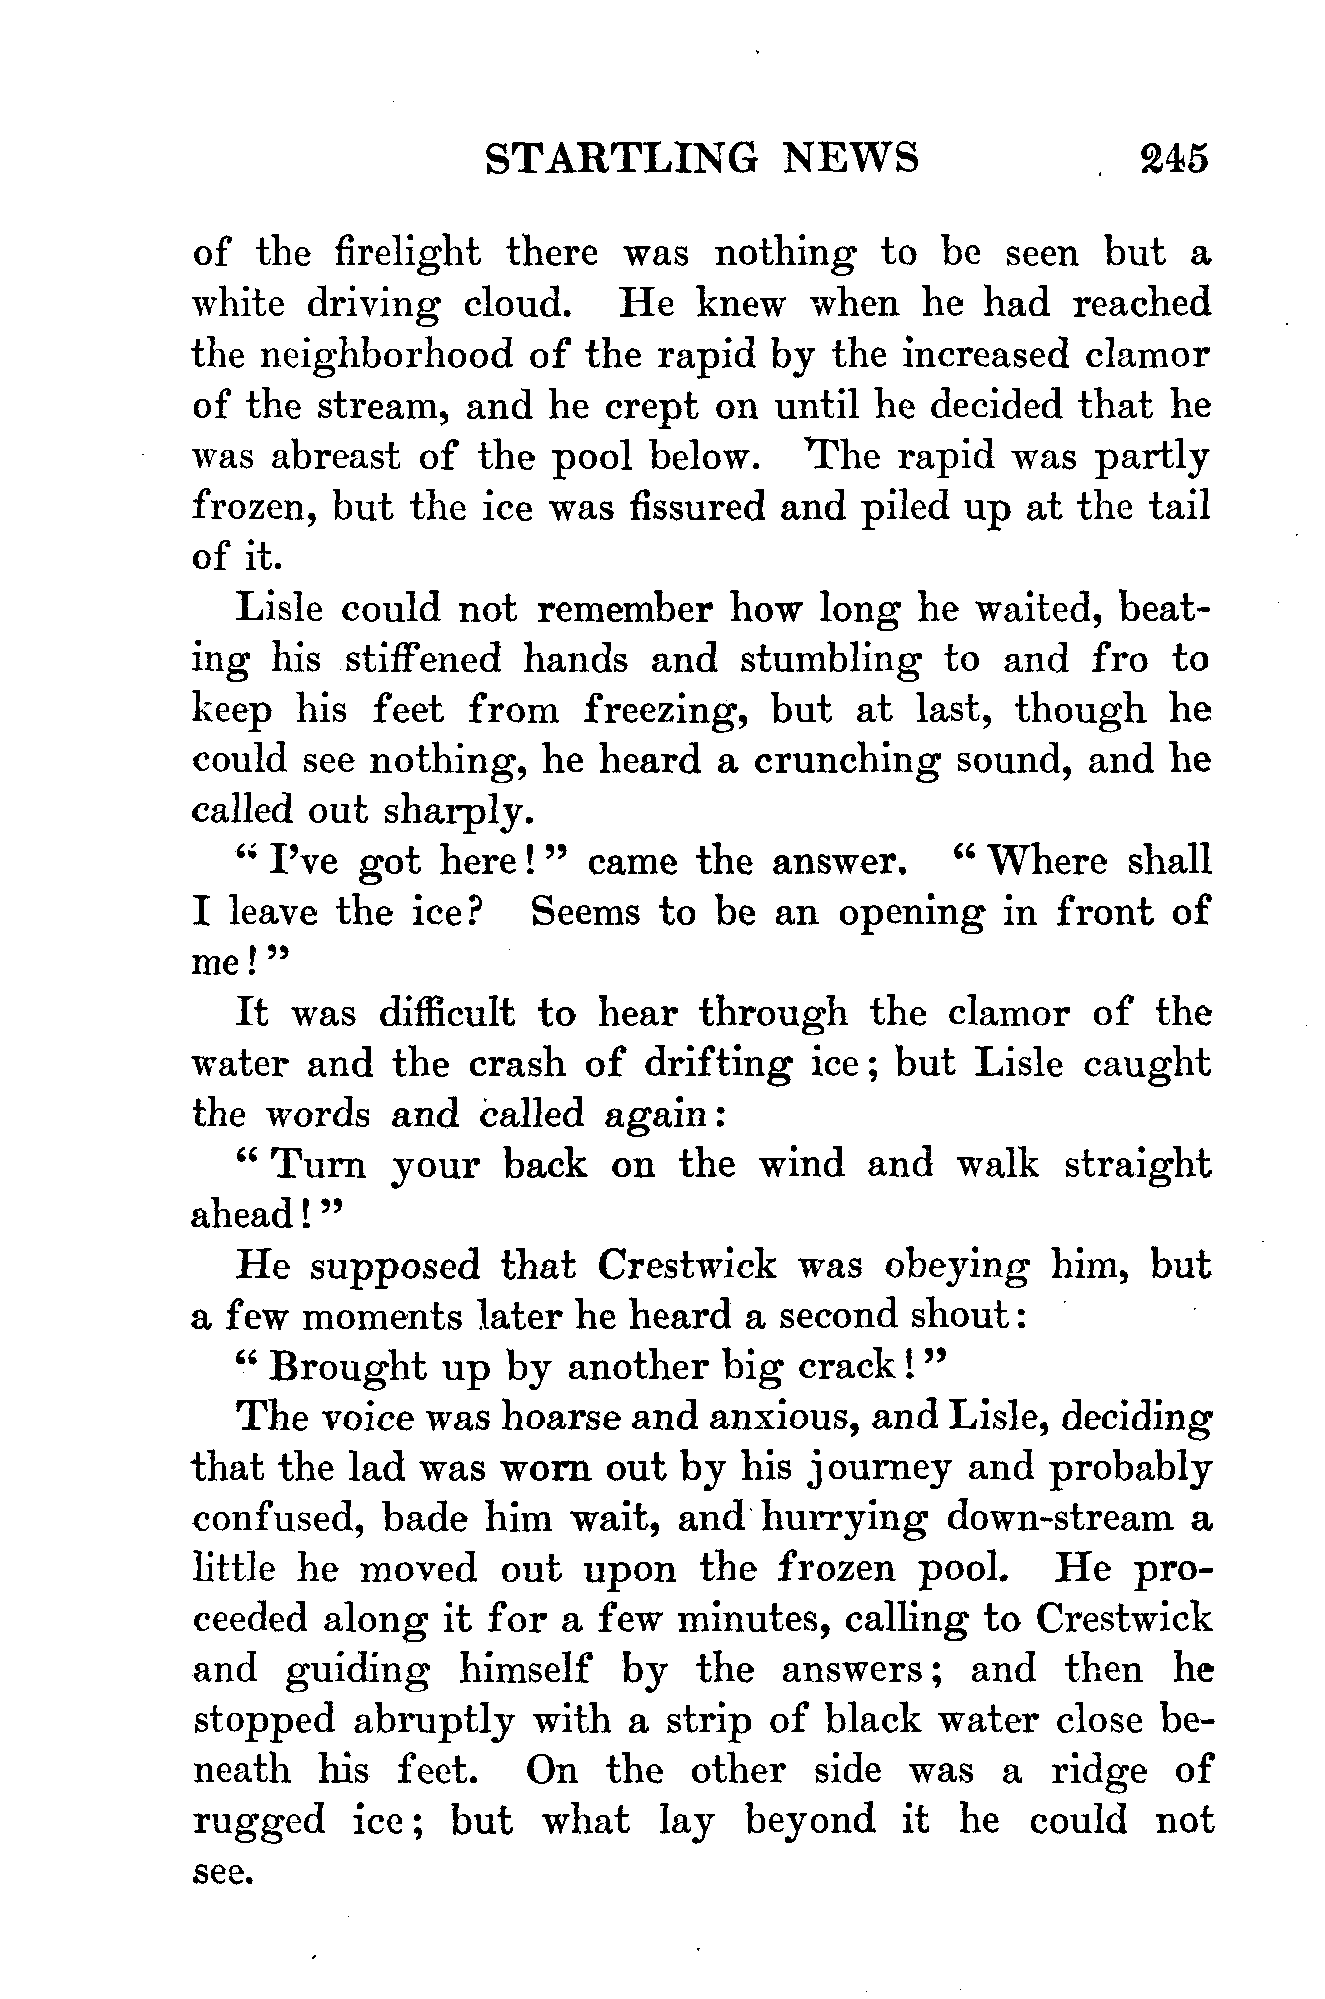 STARTLING NEWS 245
of the firelight there was nothing to be seen but a
white driving cloud. He knew when he had reached
the neighborhood of the rapid by the increased clamor
of the stream, and he crept on until he decided that he
was abreast of the pool below. The rapid was partly
frozen, but the ice was fissured and piled up at the tail
of it.
Lisle could not remember how long he waited, beat-
ing his stiffened hands and stumbling to and fro to
keep his feet from freezing, but at last, though he
could see nothing, he heard a crunching sound, and he
called out sharply.
" I've got here! " came the answer. " Where shall
I leave the ice? Seems to be an opening in front of
me! "
It was difficult to hear through the clamor of the
water and the crash of drifting ice; but Lisle caught
the words and called again:
" Turn your back on the wind and walk straight
ahead! "
He supposed that Crestwick was obeying him, but
a few moments later he heard a second shout:
" Brought up by another big crack! "
The voice was hoarse and anxious, and Lisle, deciding
that the lad was worn out by his journey and probably
confused, bade him wait, and hurrying down-stream a
little he moved out upon the frozen pool. He pro-
ceeded along it for a few minutes, calling to Crestwick
and guiding himself by the answers; and then he
stopped abruptly with a strip of black water close be-
neath his feet. On the other side was a ridge of
rugged ice; but what lay beyond it he could not
see.